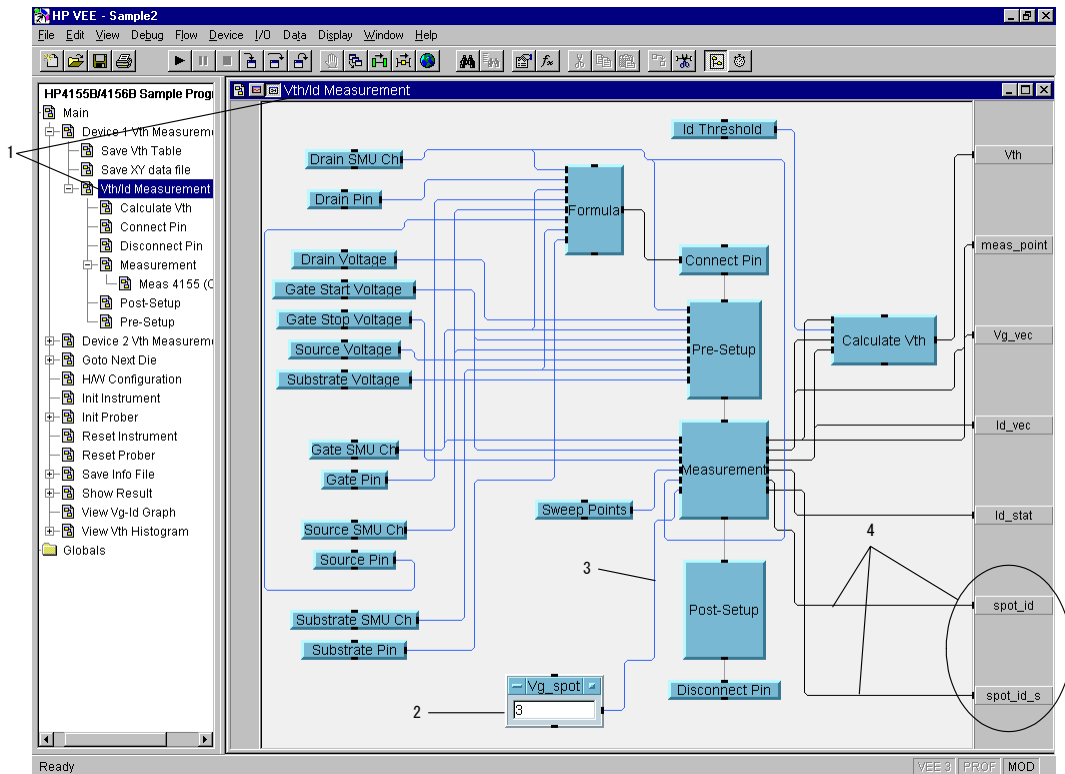 HP VEE - Sample2
File Edit View Debug Flow Device I/O Data Display Window Help
HP4155B/4156B Sample Progr
Main
Device 1 Vth Measurem
Save Vth Table
Save XY data file
Vth/Id Measurement
Calculate Vth
Connect Pin
Disconnect Pin
Measurement
Meas 4155 (C
Post-Setup
Pre-Setup
Device 2 Vth Measurem
Goto Next Die
H/W Configuration
Init Instrument
Init Prober
Reset Instrument
Reset Prober
Save Info File
Show Result
View Vg-Id Graph
View Vth Histogram
Globals
1
Vth/Id Measurement
Id Threshold
Drain SMU Ch
Drain Pin
Formula
Drain Voltage
Connect Pin
Gate Start Voltage
Gate Stop Voltage
Source Voltage
Substrate Voltage
Pre-Setup
Calculate Vth
Gate SMU Ch
Gate Pin
Measurement
Sweep Points
Source SMU Ch
Source Pin
3
4
Post-Setup
Substrate SMU Ch
Substrate Pin
Vg_spot
2
3
Disconnect Pin
Vth
meas_point
Vg_vec
Id_vec
Id_stat
spot_id
spot_id_s
Ready
VEE 3 PROF MOD